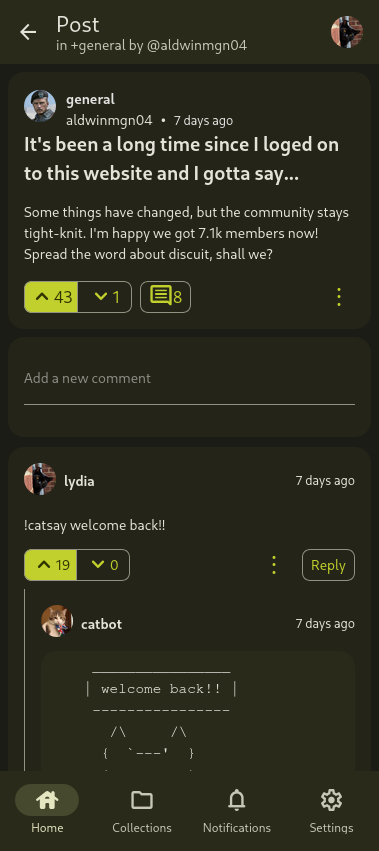 Post
in +general by @aldwinmgn04
general
aldwinmgn04 • 7 days ago
It's been a long time since I loged on
to this website and I gotta say...
Some things have changed, but the community stays
tight-knit. I'm happy we got 7.1k members now!
Spread the word about discuit, shall we?
43 1 8
Add a new comment
lydia 7 days ago
!catsay welcome back!!
19 0 Reply
catbot 7 days ago
________________
| welcome back!! |
----------------
/\     /\
{  `---'  }
Home Collections Notifications Settings